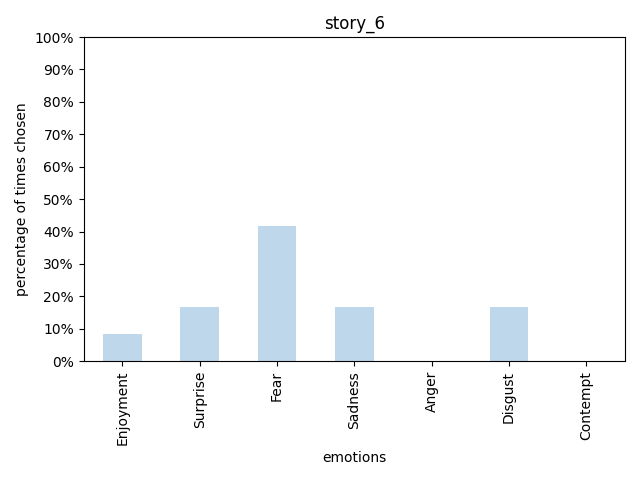 story_6
100%
90%
80%
70%
60%
50%
40%
30%
20%
10%
0%
percentage of times chosen
Enjoyment
Surprise
Fear
Sadness
Anger
Disgust
Contempt
emotions